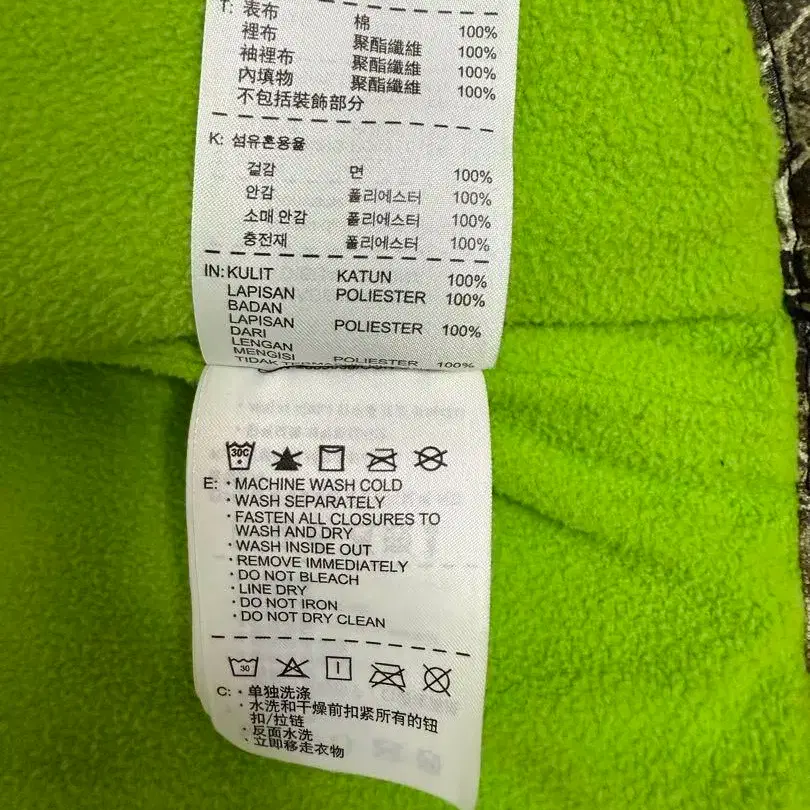 T: 表布 棉 100%
裡布 聚酯纖維 100%
袖裡布 聚酯纖維 100%
內填物 聚酯纖維 100%
不包括裝飾部分
K: 섬유혼용율
겉감 면 100%
안감 폴리에스터 100%
소매 안감 폴리에스터 100%
충전재 폴리에스터 100%
IN: KULIT KATUN 100%
LAPISAN POLIESTER 100%
BADAN
LAPISAN
DARI POLIESTER 100%
LENGAN
MENGISI POLIESTER 100%
30C
E: · MACHINE WASH COLD
· WASH SEPARATELY
· FASTEN ALL CLOSURES TO
WASH AND DRY
· WASH INSIDE OUT
· REMOVE IMMEDIATELY
· DO NOT BLEACH
· LINE DRY
· DO NOT IRON
· DO NOT DRY CLEAN
30
C: · 单独洗涤
· 水洗和干燥前扣紧所有的钮
扣/拉链
· 反面水洗
· 立即移走衣物